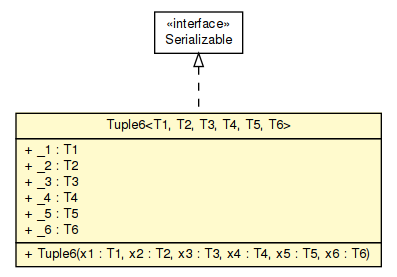 «interface»
Serializable
Tuple6<T1, T2, T3, T4, T5, T6>
+ _1 : T1
+ _2 : T2
+ _3 : T3
+ _4 : T4
+ _5 : T5
+ _6 : T6
+ Tuple6(x1 : T1, x2 : T2, x3 : T3, x4 : T4, x5 : T5, x6 : T6)